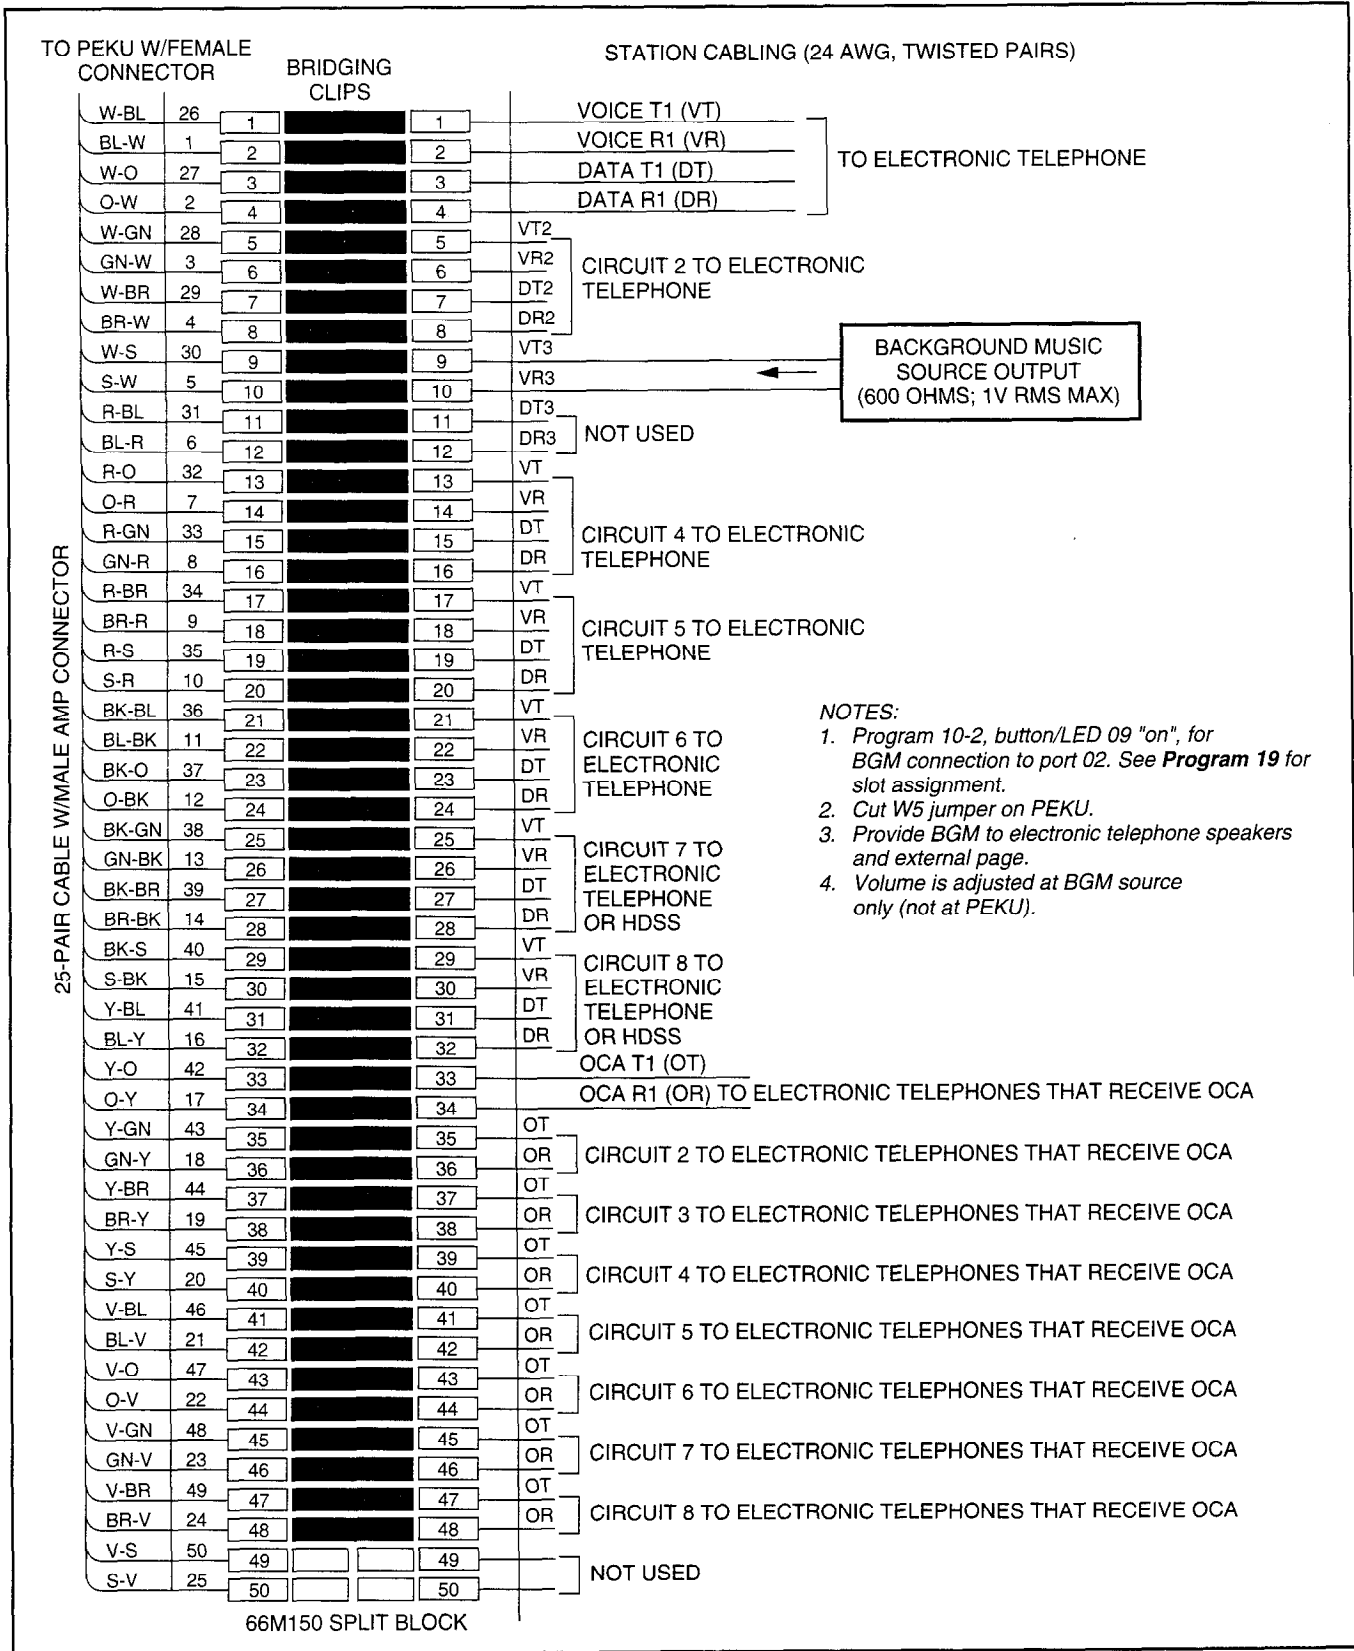 TO PEKU W/FEMALE
CONNECTOR
BRIDGING
CLIPS
STATION CABLING (24 AWG, TWISTED PAIRS)
W-BL 26 1 1 VOICE T1 (VT)
BL-W 1 2 2 VOICE R1 (VR)
TO ELECTRONIC TELEPHONE
W-O 27 3 3 DATA T1 (DT)
O-W 2 4 4 DATA R1 (DR)
W-GN 28 5 5 VT2
GN-W 3 6 6 VR2
CIRCUIT 2 TO ELECTRONIC
TELEPHONE
W-BR 29 7 7 DT2
BR-W 4 8 8 DR2
W-S 30 9 9 VT3
S-W 5 10 10 VR3
BACKGROUND MUSIC
SOURCE OUTPUT
(600 OHMS; 1V RMS MAX)
R-BL 31 11 11 DT3
BL-R 6 12 12 DR3
NOT USED
R-O 32 13 13 VT
O-R 7 14 14 VR
R-GN 33 15 15 DT
GN-R 8 16 16 DR
CIRCUIT 4 TO ELECTRONIC
TELEPHONE
R-BR 34 17 17 VT
BR-R 9 18 18 VR
R-S 35 19 19 DT
S-R 10 20 20 DR
CIRCUIT 5 TO ELECTRONIC
TELEPHONE
BK-BL 36 21 21 VT
BL-BK 11 22 22 VR
BK-O 37 23 23 DT
O-BK 12 24 24 DR
CIRCUIT 6 TO
ELECTRONIC
TELEPHONE
BK-GN 38 25 25 VT
GN-BK 13 26 26 VR
BK-BR 39 27 27 DT
BR-BK 14 28 28 DR
CIRCUIT 7 TO
ELECTRONIC
TELEPHONE
OR HDSS
BK-S 40 29 29 VT
S-BK 15 30 30 VR
Y-BL 41 31 31 DT
BL-Y 16 32 32 DR
CIRCUIT 8 TO
ELECTRONIC
TELEPHONE
OR HDSS
Y-O 42 33 33 OCA T1 (OT)
O-Y 17 34 34 OCA R1 (OR) TO ELECTRONIC TELEPHONES THAT RECEIVE OCA
Y-GN 43 35 35 OT
GN-Y 18 36 36 OR
CIRCUIT 2 TO ELECTRONIC TELEPHONES THAT RECEIVE OCA
Y-BR 44 37 37 OT
BR-Y 19 38 38 OR
CIRCUIT 3 TO ELECTRONIC TELEPHONES THAT RECEIVE OCA
Y-S 45 39 39 OT
S-Y 20 40 40 OR
CIRCUIT 4 TO ELECTRONIC TELEPHONES THAT RECEIVE OCA
V-BL 46 41 41 OT
BL-V 21 42 42 OR
CIRCUIT 5 TO ELECTRONIC TELEPHONES THAT RECEIVE OCA
V-O 47 43 43 OT
O-V 22 44 44 OR
CIRCUIT 6 TO ELECTRONIC TELEPHONES THAT RECEIVE OCA
V-GN 48 45 45 OT
GN-V 23 46 46 OR
CIRCUIT 7 TO ELECTRONIC TELEPHONES THAT RECEIVE OCA
V-BR 49 47 47 OT
BR-V 24 48 48 OR
CIRCUIT 8 TO ELECTRONIC TELEPHONES THAT RECEIVE OCA
V-S 50 49 49
S-V 25 50 50
NOT USED
66M150 SPLIT BLOCK
25-PAIR CABLE W/MALE AMP CONNECTOR
NOTES:
1. Program 10-2, button/LED 09 "on", for
BGM connection to port 02. See Program 19 for
slot assignment.
2. Cut W5 jumper on PEKU.
3. Provide BGM to electronic telephone speakers
and external page.
4. Volume is adjusted at BGM source
only (not at PEKU).